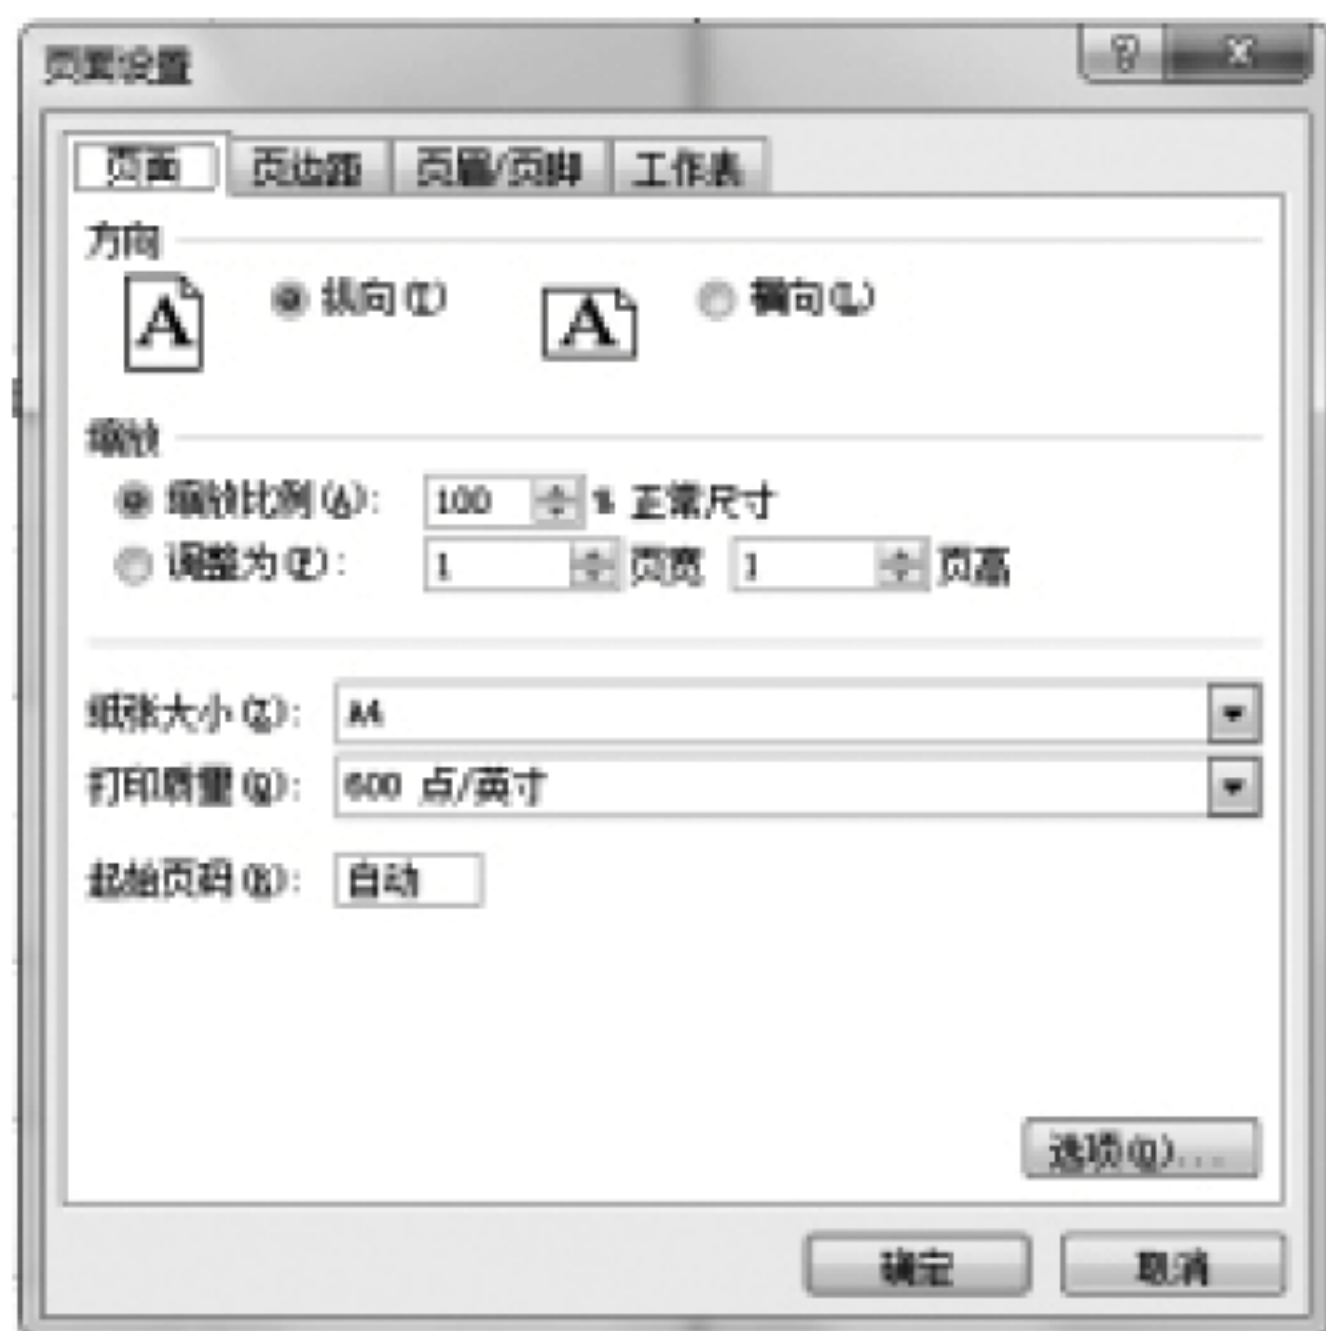 页面设置
页面 页边距 页眉/页脚 工作表
方向
A 纵向(T) A 横向(L)
缩放
缩放比例(A): 100 % 正常尺寸
调整为(F): 1 页宽 1 页高
纸张大小(Z): A4
打印质量(Q): 600 点/英寸
起始页码(R): 自动
选项(O)...
确定 取消